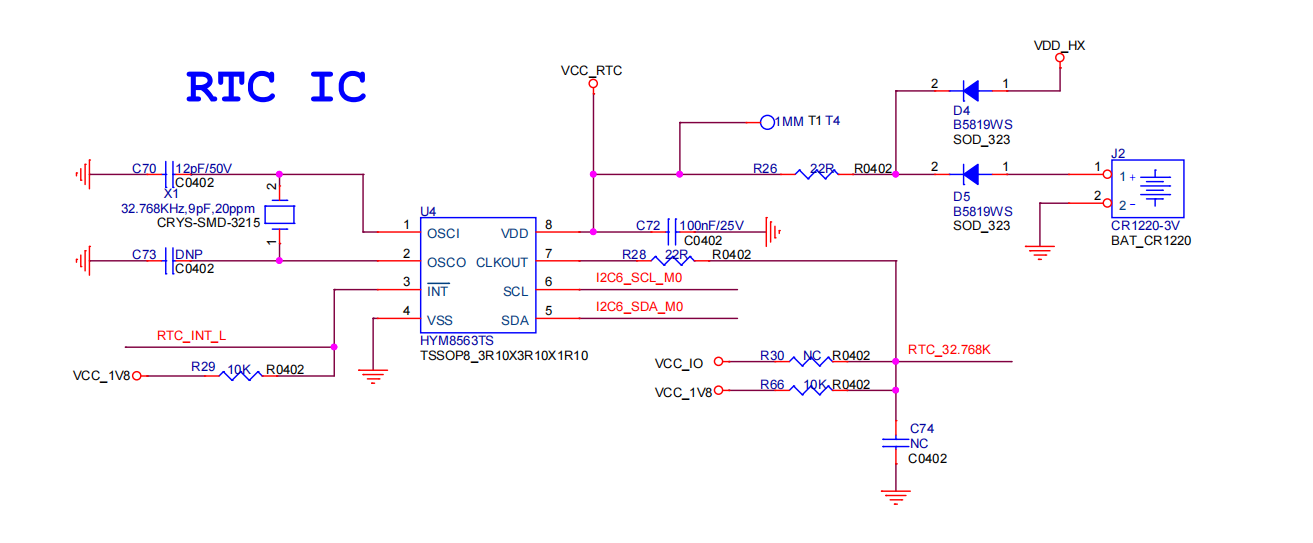 RTC IC
VDD_HX
VCC_RTC
2
1
D4
B5819WS
SOD_323
1MM T1 T4
J2
C70
12pF/50V
C0402
X1
32.768KHz,9pF,20ppm
CRYS-SMD-3215
2
1
R26
22R
R0402
2
1
D5
B5819WS
SOD_323
1
2
1 +
2 -
CR1220-3V
BAT_CR1220
C73
DNP
C0402
U4
1
OSCI
VDD
8
2
OSCO
CLKOUT
7
3
INT
SCL
6
4
VSS
SDA
5
HYM8563TS
TSSOP8_3R10X3R10X1R10
C72
100nF/25V
C0402
R28
22R
R0402
I2C6_SCL_M0
I2C6_SDA_M0
RTC_INT_L
VCC_1V8
R29
10K
R0402
VCC_IO
R30
NC
R0402
RTC_32.768K
VCC_1V8
R66
10K
R0402
C74
NC
C0402